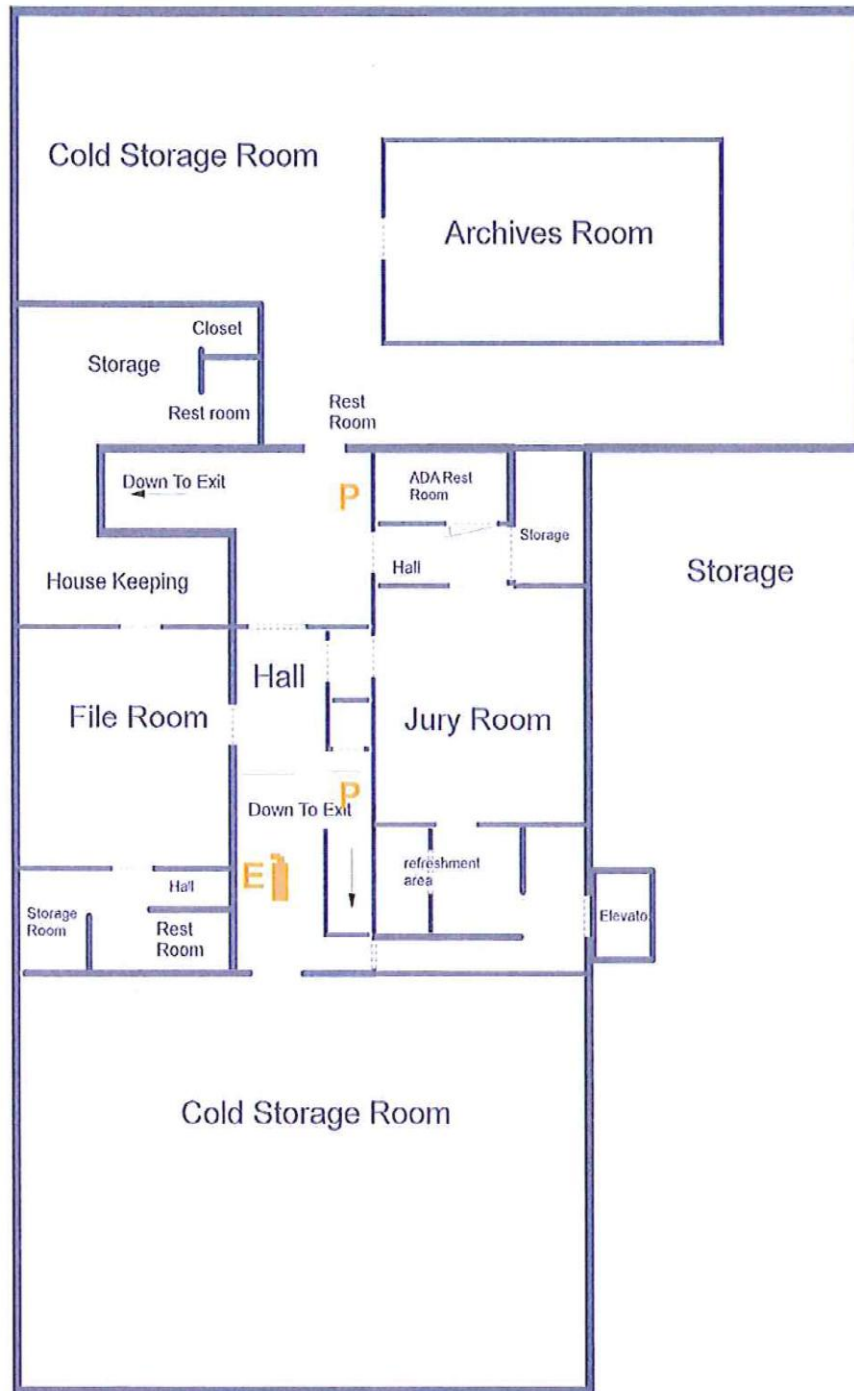 Cold Storage Room
Archives Room
Closet
Storage
Rest room
Rest
Room
Down To Exit
P
ADA Rest
Room
Storage
Hall
House Keeping
Storage
Hall
File Room
Jury Room
P
Down To Exit
E
refreshment
area
Hall
Storage
Room
Rest
Room
Elevato
Cold Storage Room